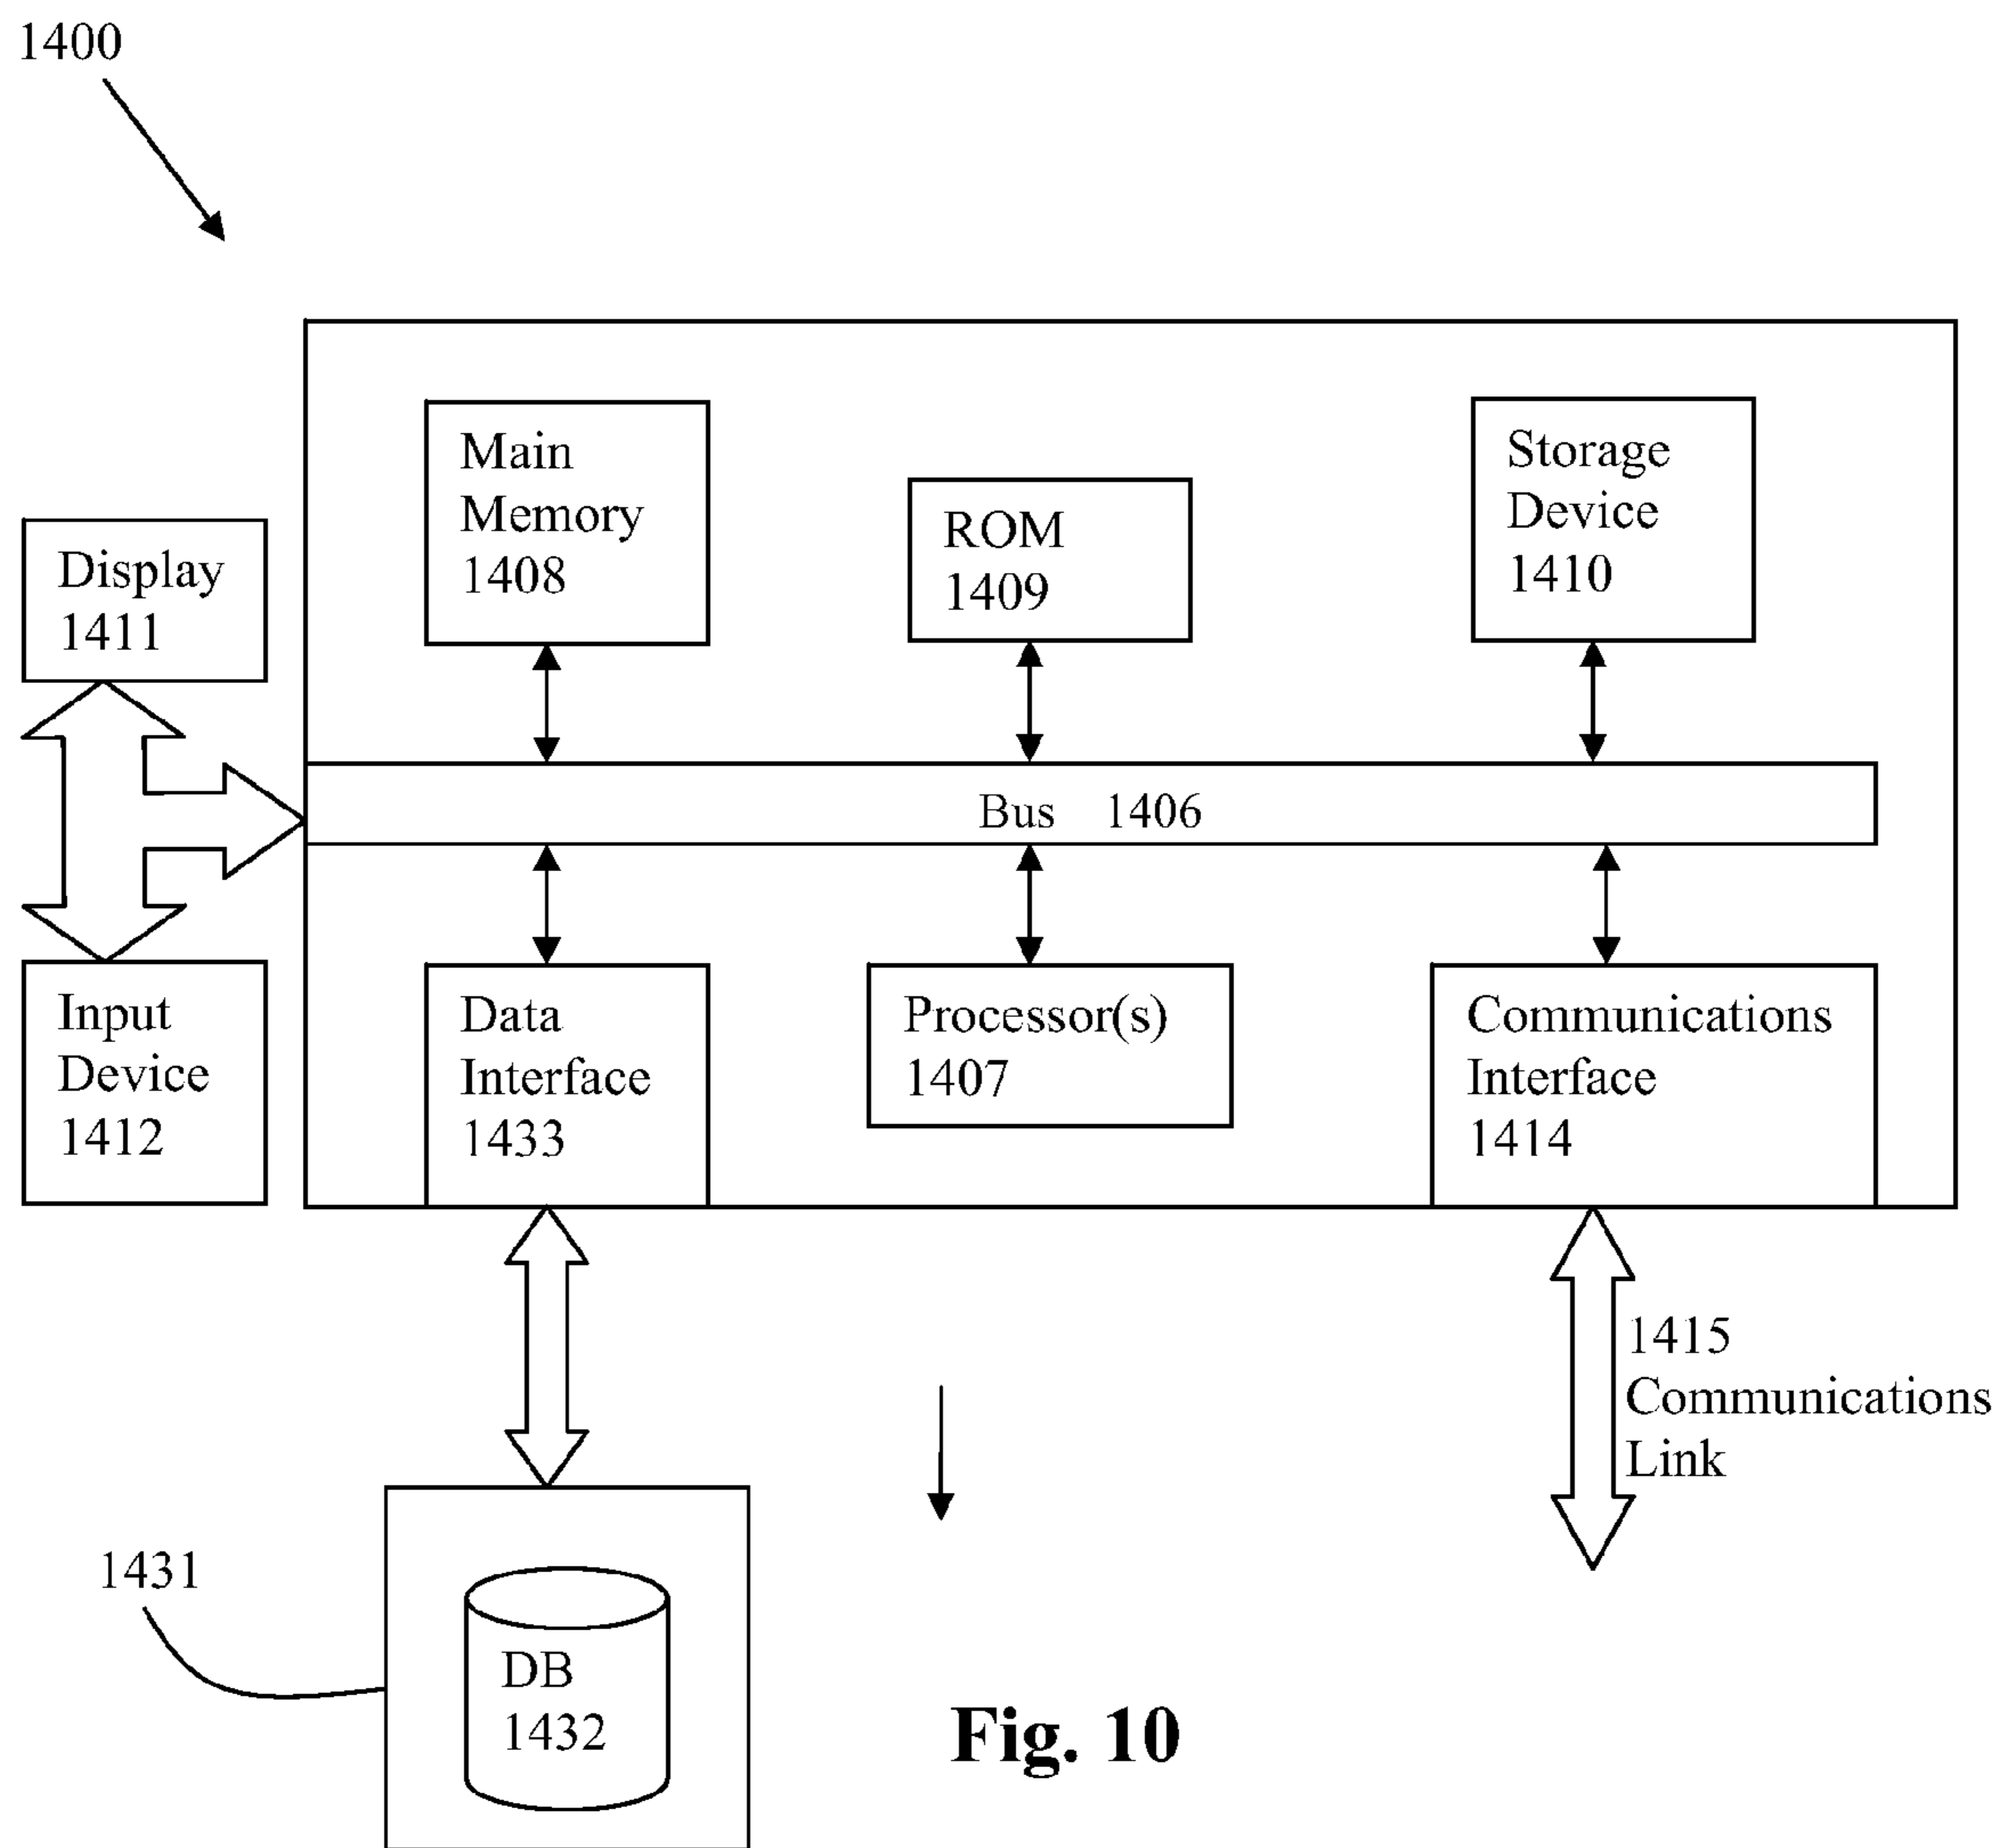 1400
Main
Memory
1408
ROM
1409
Storage
Device
1410
Display
1411
Bus 1406
Input
Device
1412
Data
Interface
1433
Processor(s)
1407
Communications
Interface
1414
1415
Communications
Link
1431
DB
1432
Fig. 10